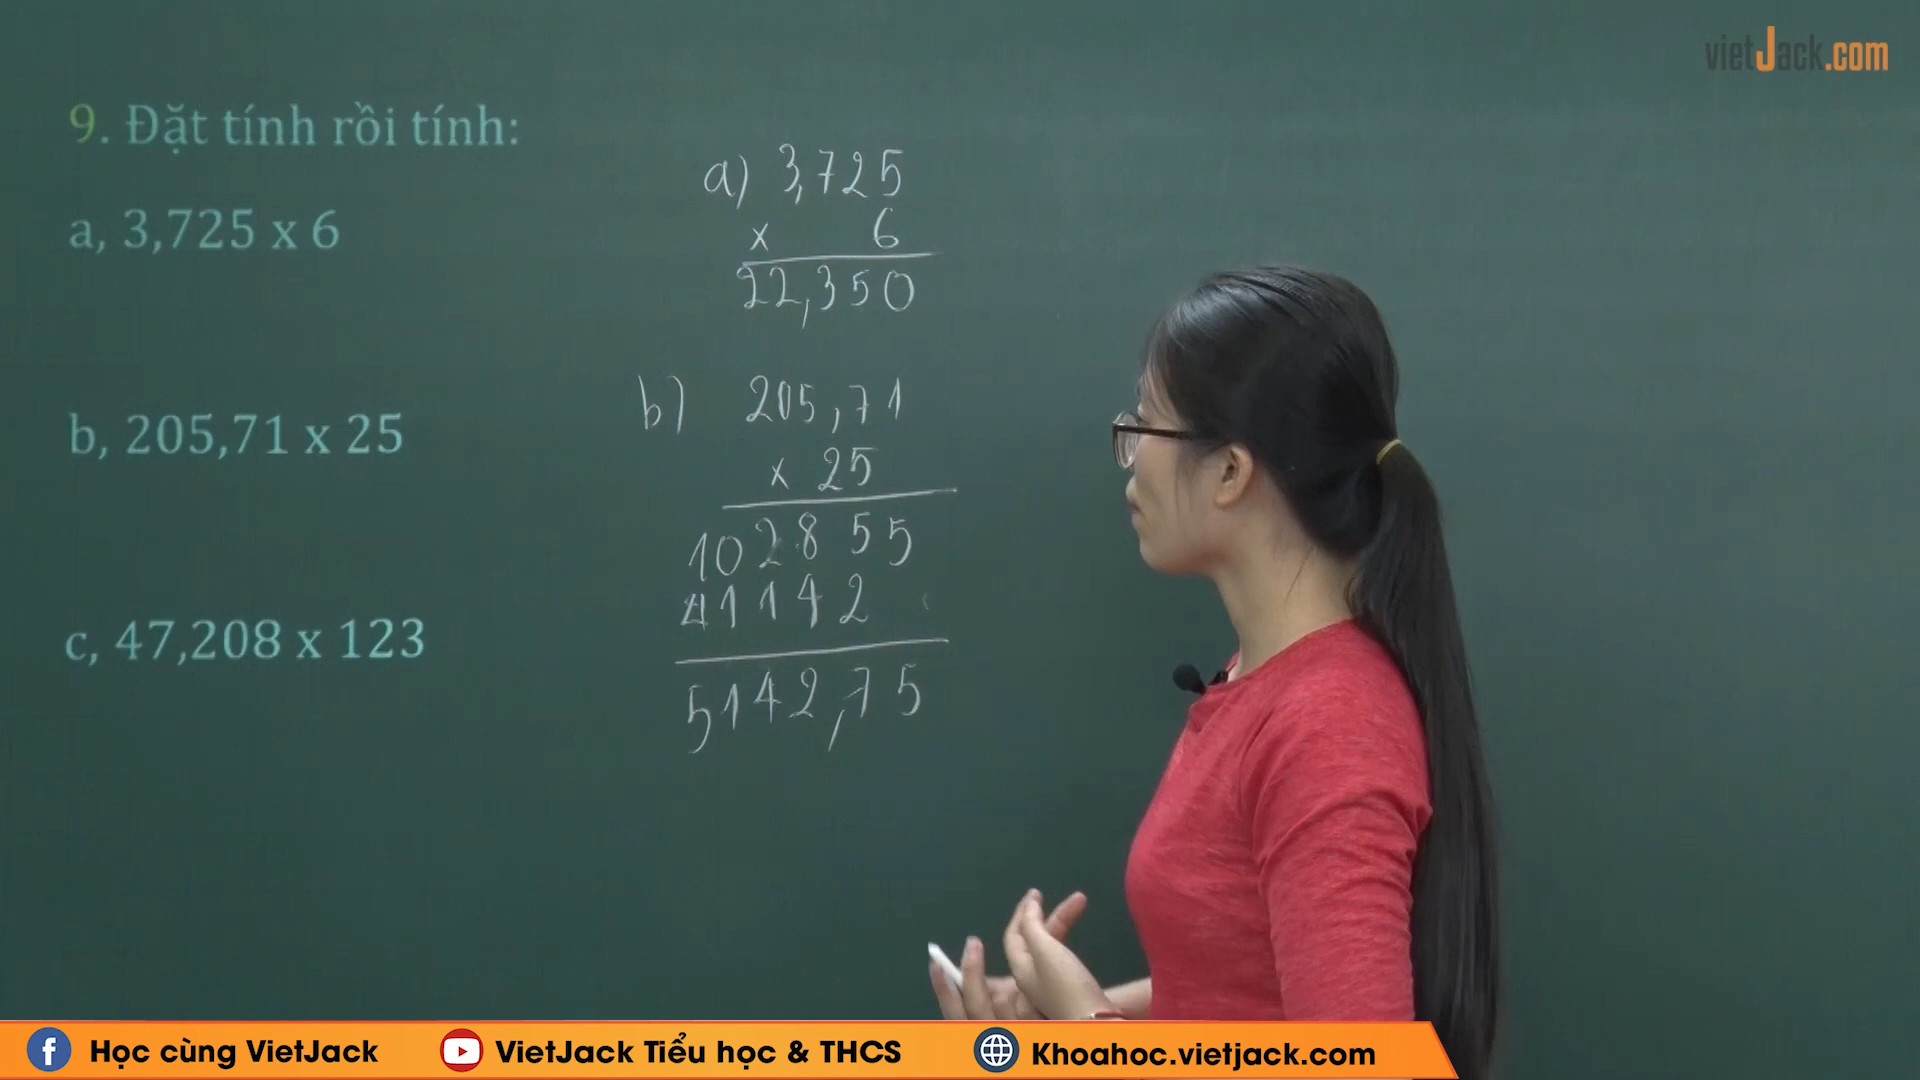 vietJack.com
9. Đặt tính rồi tính:
a, 3,725 x 6
b, 205,71 x 25
c, 47,208 x 123
a) 3,725
x 6
22,350
b) 205,71
x 25
102855
41142
5142,75
Học cùng VietJack
VietJack Tiểu học & THCS
Khoahoc.vietjack.com